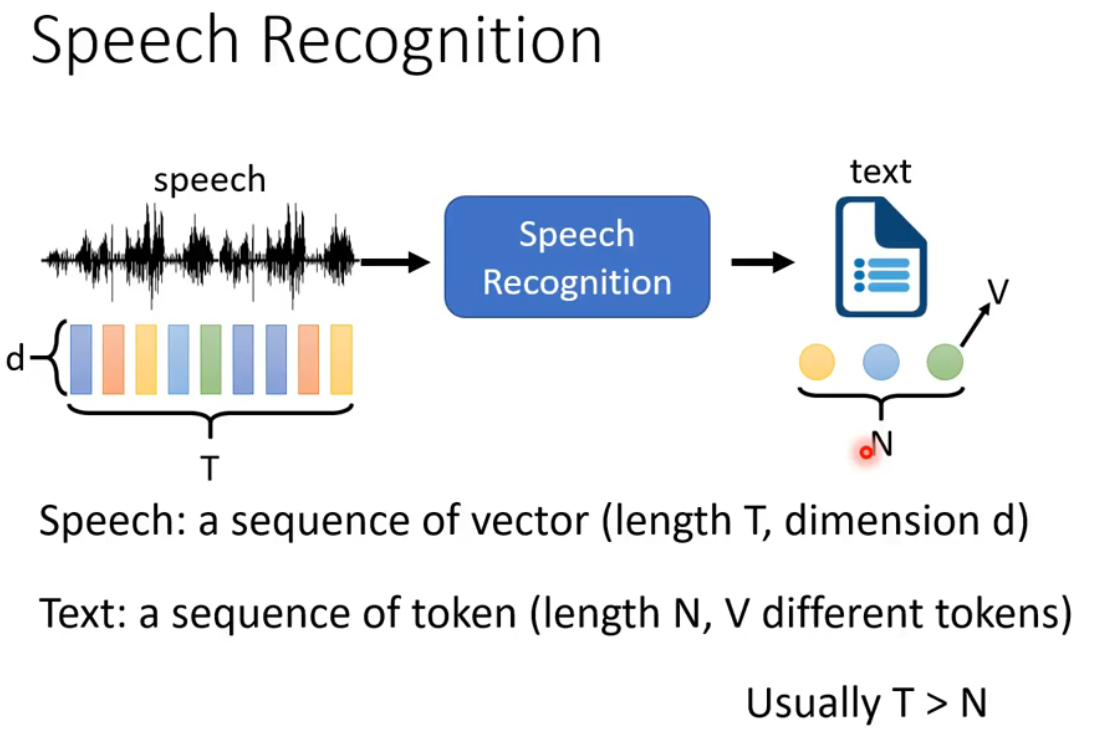 Speech Recognition
speech
text
Speech
Recognition
V
d
T
N
Speech: a sequence of vector (length T, dimension d)
Text: a sequence of token (length N, V different tokens)
Usually T > N